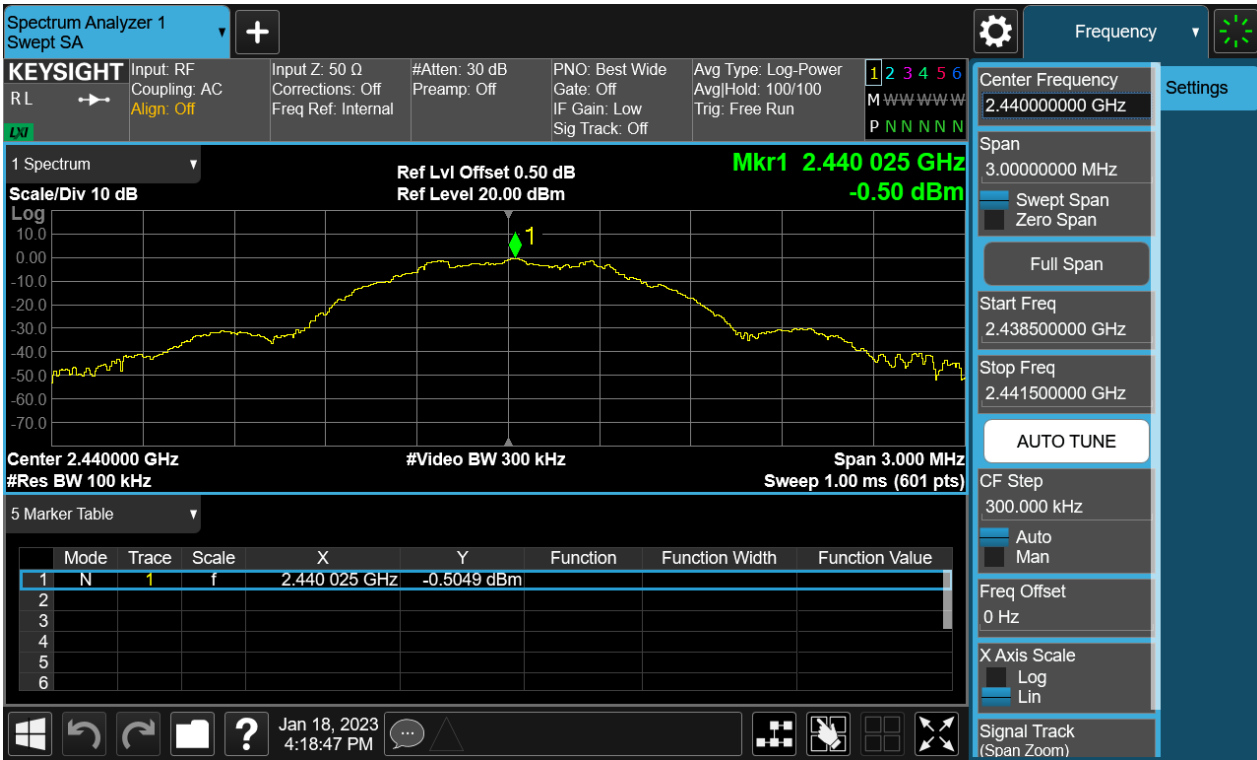 Spectrum Analyzer 1
Swept SA
+
Frequency
KEYSIGHT
R L
LXI
Input: RF
Coupling: AC
Align: Off
Input Z: 50 Ω
Corrections: Off
Freq Ref: Internal
#Atten: 30 dB
Preamp: Off
PNO: Best Wide
Gate: Off
IF Gain: Low
Sig Track: Off
Avg Type: Log-Power
Avg|Hold: 100/100
Trig: Free Run
1 2 3 4 5 6
M W W W W W
P N N N N N
1 Spectrum
Scale/Div 10 dB
Log
Ref Lvl Offset 0.50 dB
Ref Level 20.00 dBm
Mkr1 2.440 025 GHz
-0.50 dBm
1
10.0
0.00
-10.0
-20.0
-30.0
-40.0
-50.0
-60.0
-70.0
Center 2.440000 GHz
#Video BW 300 kHz
Span 3.000 MHz
#Res BW 100 kHz
Sweep 1.00 ms (601 pts)
5 Marker Table
Mode Trace Scale X Y Function Function Width Function Value
1 N 1 f 2.440 025 GHz -0.5049 dBm
2
3
4
5
6
?
Jan 18, 2023
4:18:47 PM
Center Frequency
2.440000000 GHz
Span
3.00000000 MHz
Swept Span
Zero Span
Full Span
Start Freq
2.438500000 GHz
Stop Freq
2.441500000 GHz
AUTO TUNE
CF Step
300.000 kHz
Auto
Man
Freq Offset
0 Hz
X Axis Scale
Log
Lin
Signal Track
(Span Zoom)
Settings